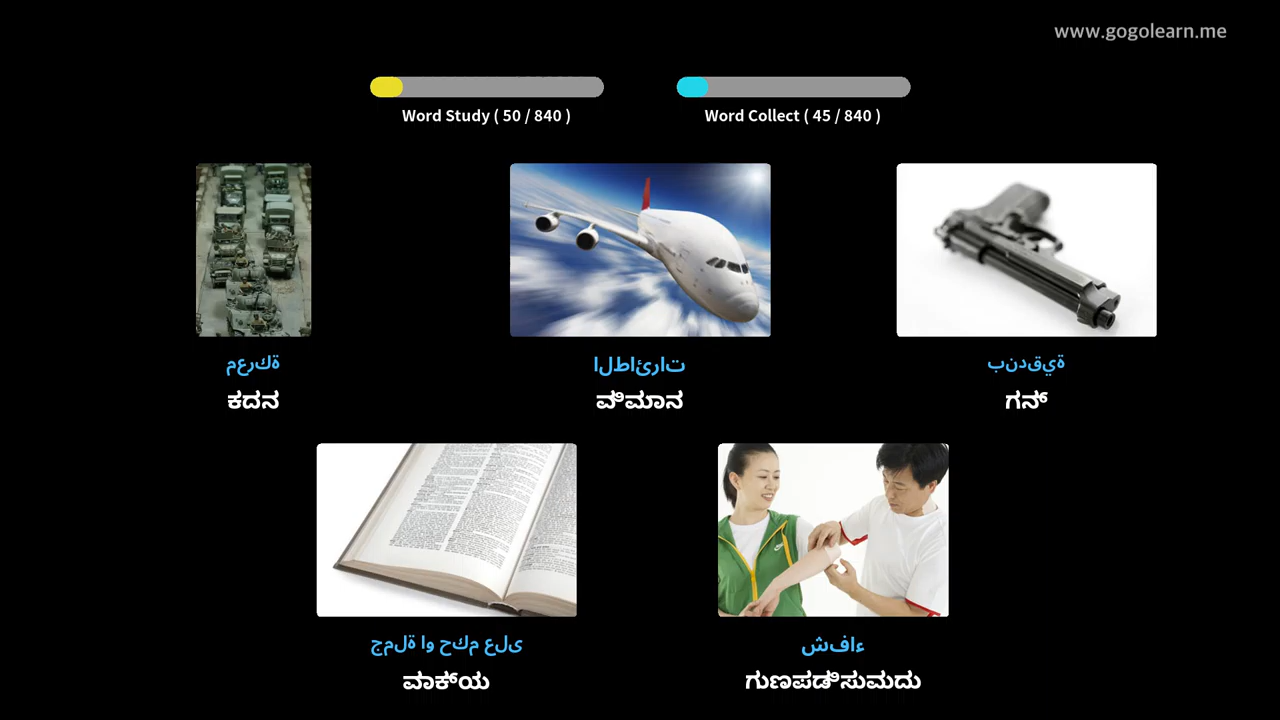 www.gogolearn.me
Word Study ( 50 / 840 )
Word Collect ( 45 / 840 )
معركة
ಕದನ
الطائرات
ವಿಮಾನ
بندقية
ಗನ್
جملة او حكم على
ವಾಕ್ಯ
شفاء
ಗುಣಪಡಿಸುವುದು